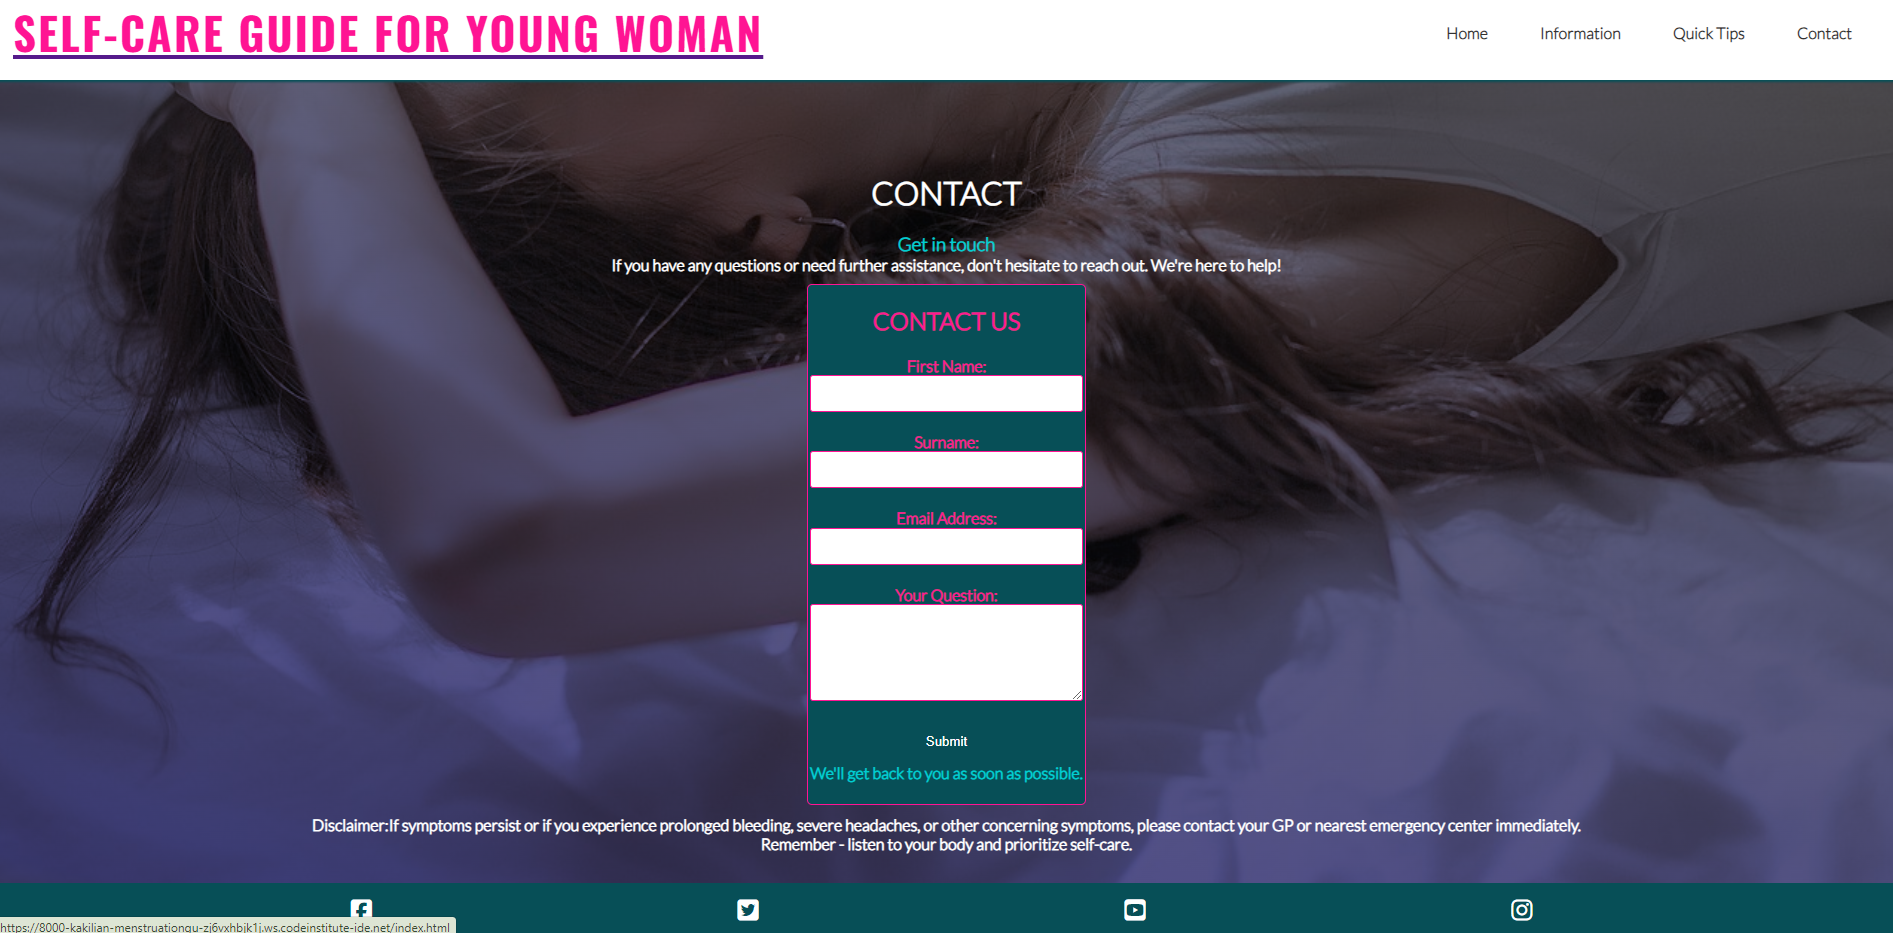 SELF-CARE GUIDE FOR YOUNG WOMAN
Home Information Quick Tips Contact
CONTACT
Get in touch
If you have any questions or need further assistance, don't hesitate to reach out. We're here to help!
CONTACT US
First Name:
Surname:
Email Address:
Your Question:
Submit
We'll get back to you as soon as possible.
Disclaimer:If symptoms persist or if you experience prolonged bleeding, severe headaches, or other concerning symptoms, please contact your GP or nearest emergency center immediately.
Remember - listen to your body and prioritize self-care.
https://8000-kakilian-menstruationgu-zj6vxhbjk1j.ws.codeinstitute-ide.net/index.html